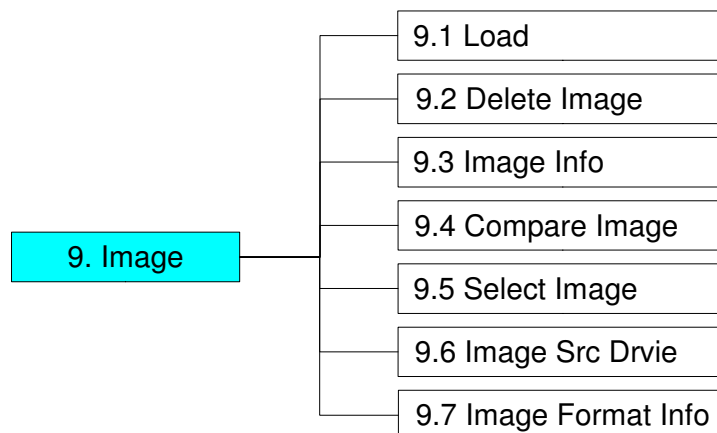 9.1 Load
9.2 Delete Image
9.3 Image Info
9.4 Compare Image
9. Image
9.5 Select Image
9.6 Image Src Drvie
9.7 Image Format Info